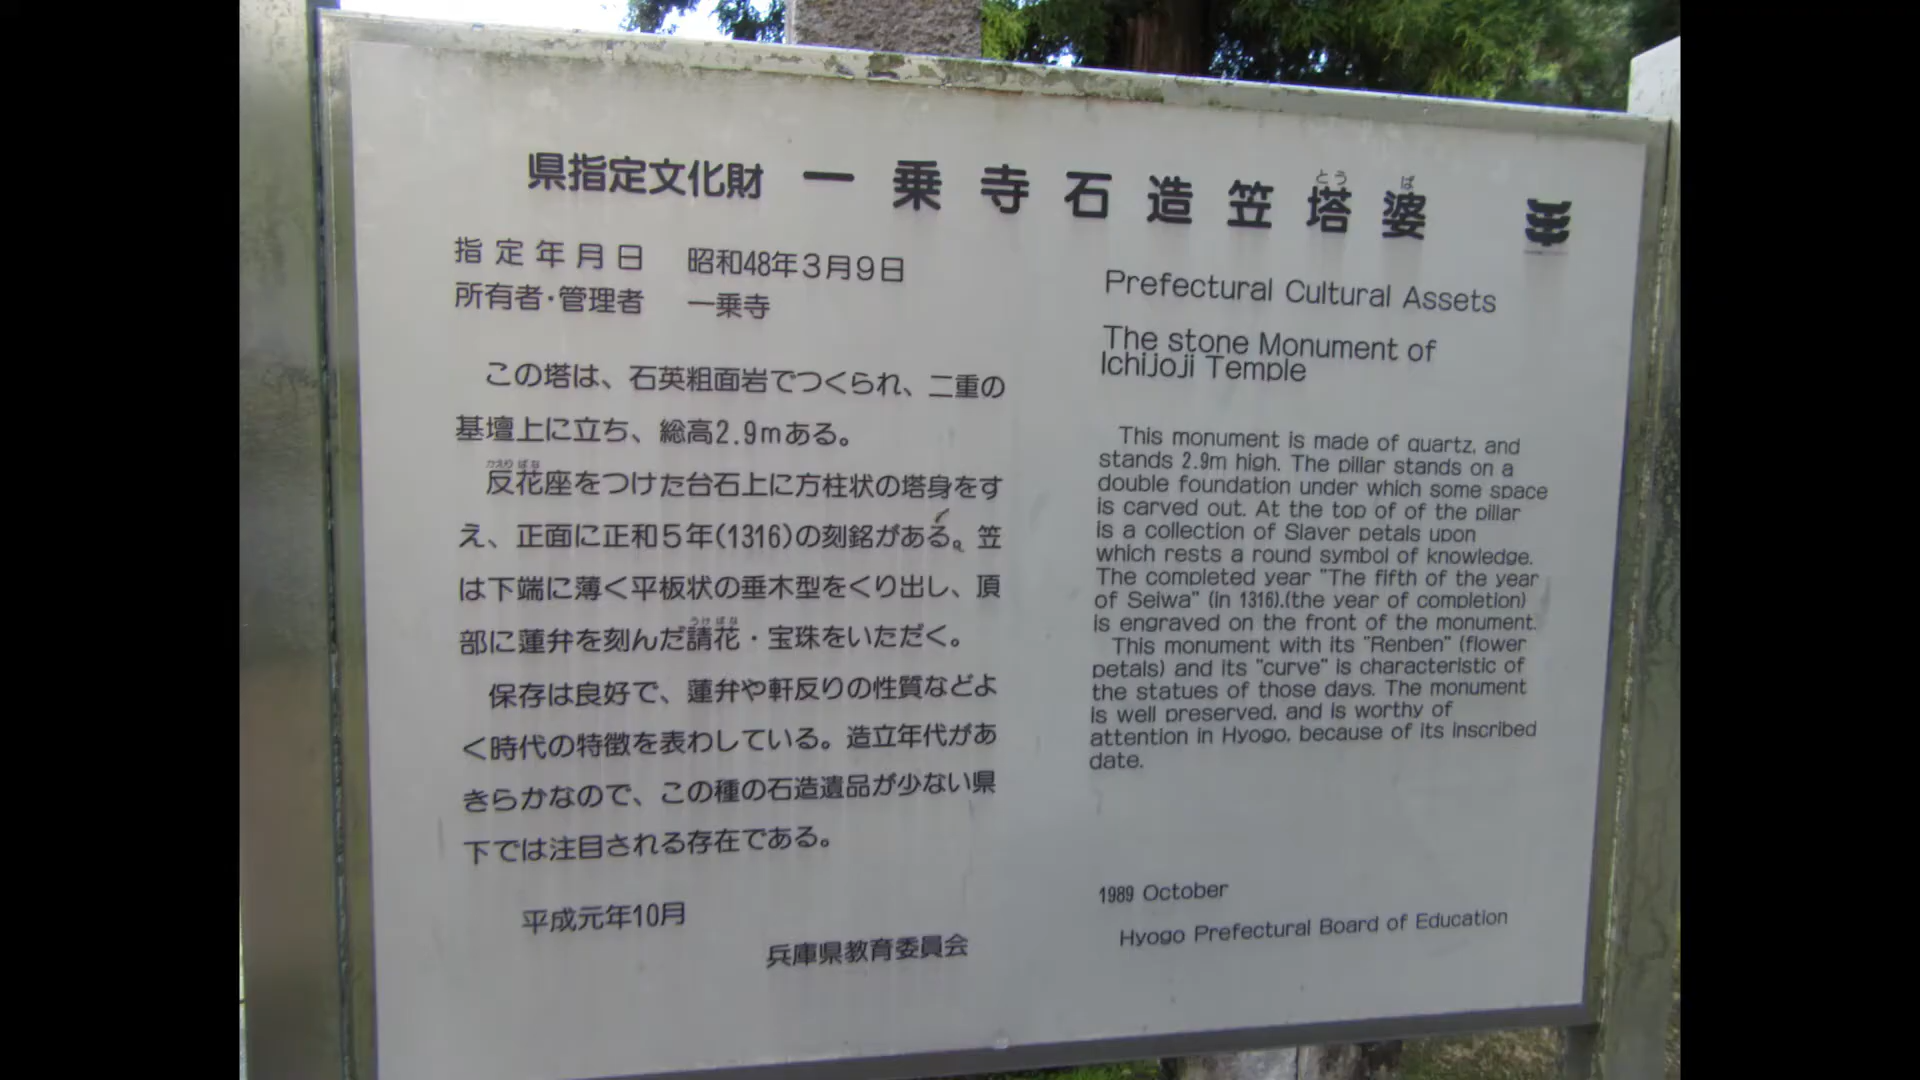 県指定文化財 一乗寺石造笠塔婆
とう ば
指定年月日 昭和48年3月9日
所有者・管理者 一乗寺
この塔は、石英粗面岩でつくられ、二重の
基壇上に立ち、総高2.9mある。
かえり ばな
反花座をつけた台石上に方柱状の塔身をす
え、正面に正和5年(1316)の刻銘がある。笠
は下端に薄く平板状の垂木型をくり出し、頂
うけ ばな
部に蓮弁を刻んだ請花・宝珠をいただく。
保存は良好で、蓮弁や軒反りの性質などよ
く時代の特徴を表わしている。造立年代があ
きらかなので、この種の石造遺品が少ない県
下では注目される存在である。
平成元年10月
兵庫県教育委員会
Prefectural Cultural Assets
The stone Monument of
Ichijoji Temple
This monument is made of quartz, and
stands 2.9m high. The pillar stands on a
double foundation under which some space
is carved out. At the top of of the pillar
is a collection of Slaver petals upon
which rests a round symbol of knowledge.
The completed year "The fifth of the year
of Seiwa" (in 1316).(the year of completion)
is engraved on the front of the monument.
This monument with its "Renben" (flower
petals) and its "curve" is characteristic of
the statues of those days. The monument
is well preserved, and is worthy of
attention in Hyogo, because of its inscribed
date.
1989 October
Hyogo Prefectural Board of Education